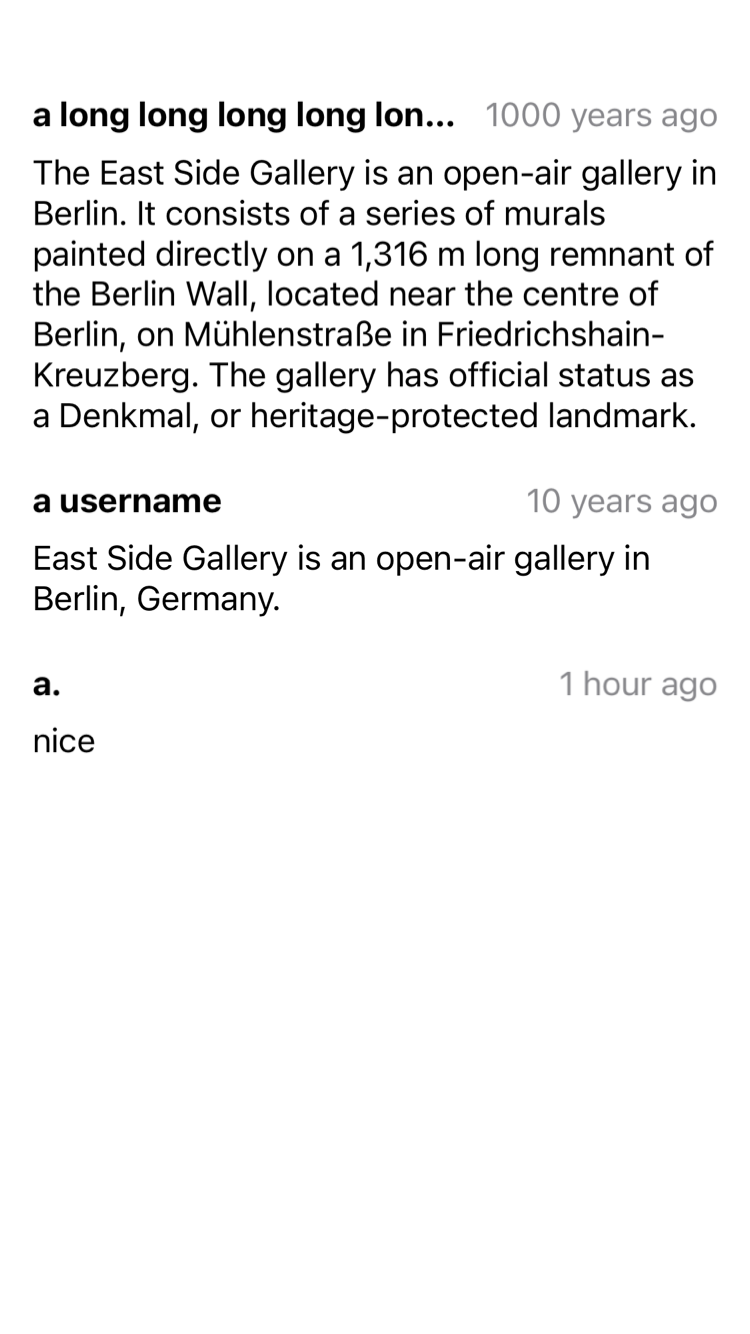 a long long long long lon... 1000 years ago
The East Side Gallery is an open-air gallery in
Berlin. It consists of a series of murals
painted directly on a 1,316 m long remnant of
the Berlin Wall, located near the centre of
Berlin, on Mühlenstraße in Friedrichshain-
Kreuzberg. The gallery has official status as
a Denkmal, or heritage-protected landmark.
a username 10 years ago
East Side Gallery is an open-air gallery in
Berlin, Germany.
a. 1 hour ago
nice